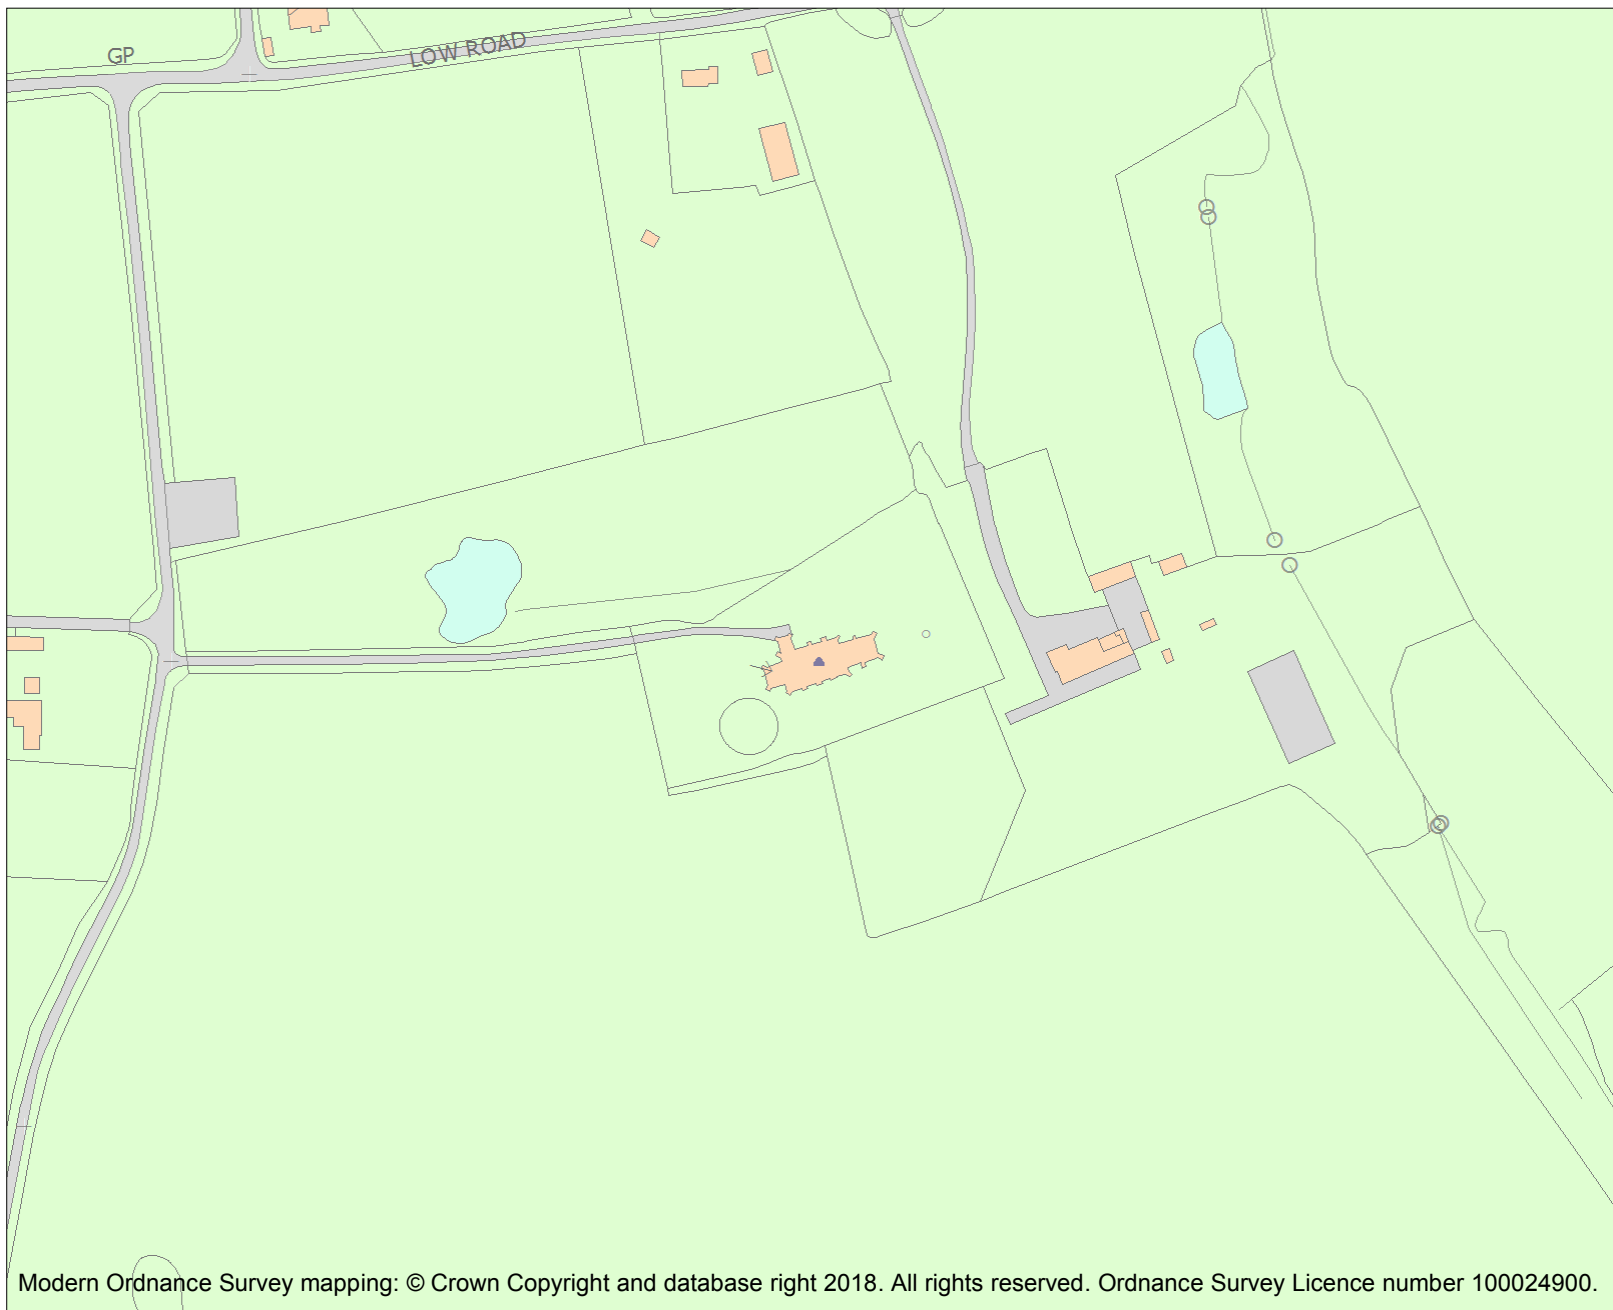 GP
LOW ROAD
Modern Ordnance Survey mapping: © Crown Copyright and database right 2018. All rights reserved. Ordnance Survey Licence number 100024900.